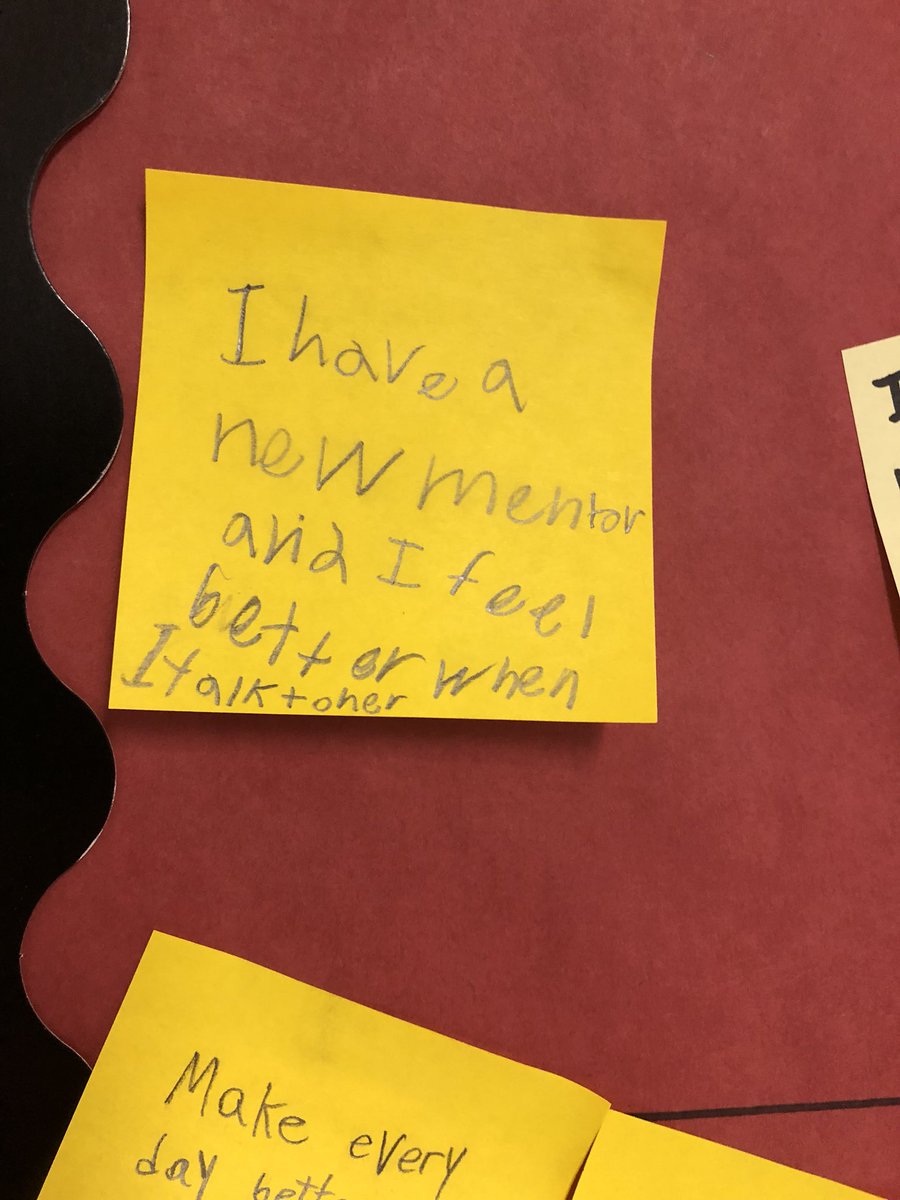 I have a
new mentor
and I feel
better when
I talk to her
Make every
day